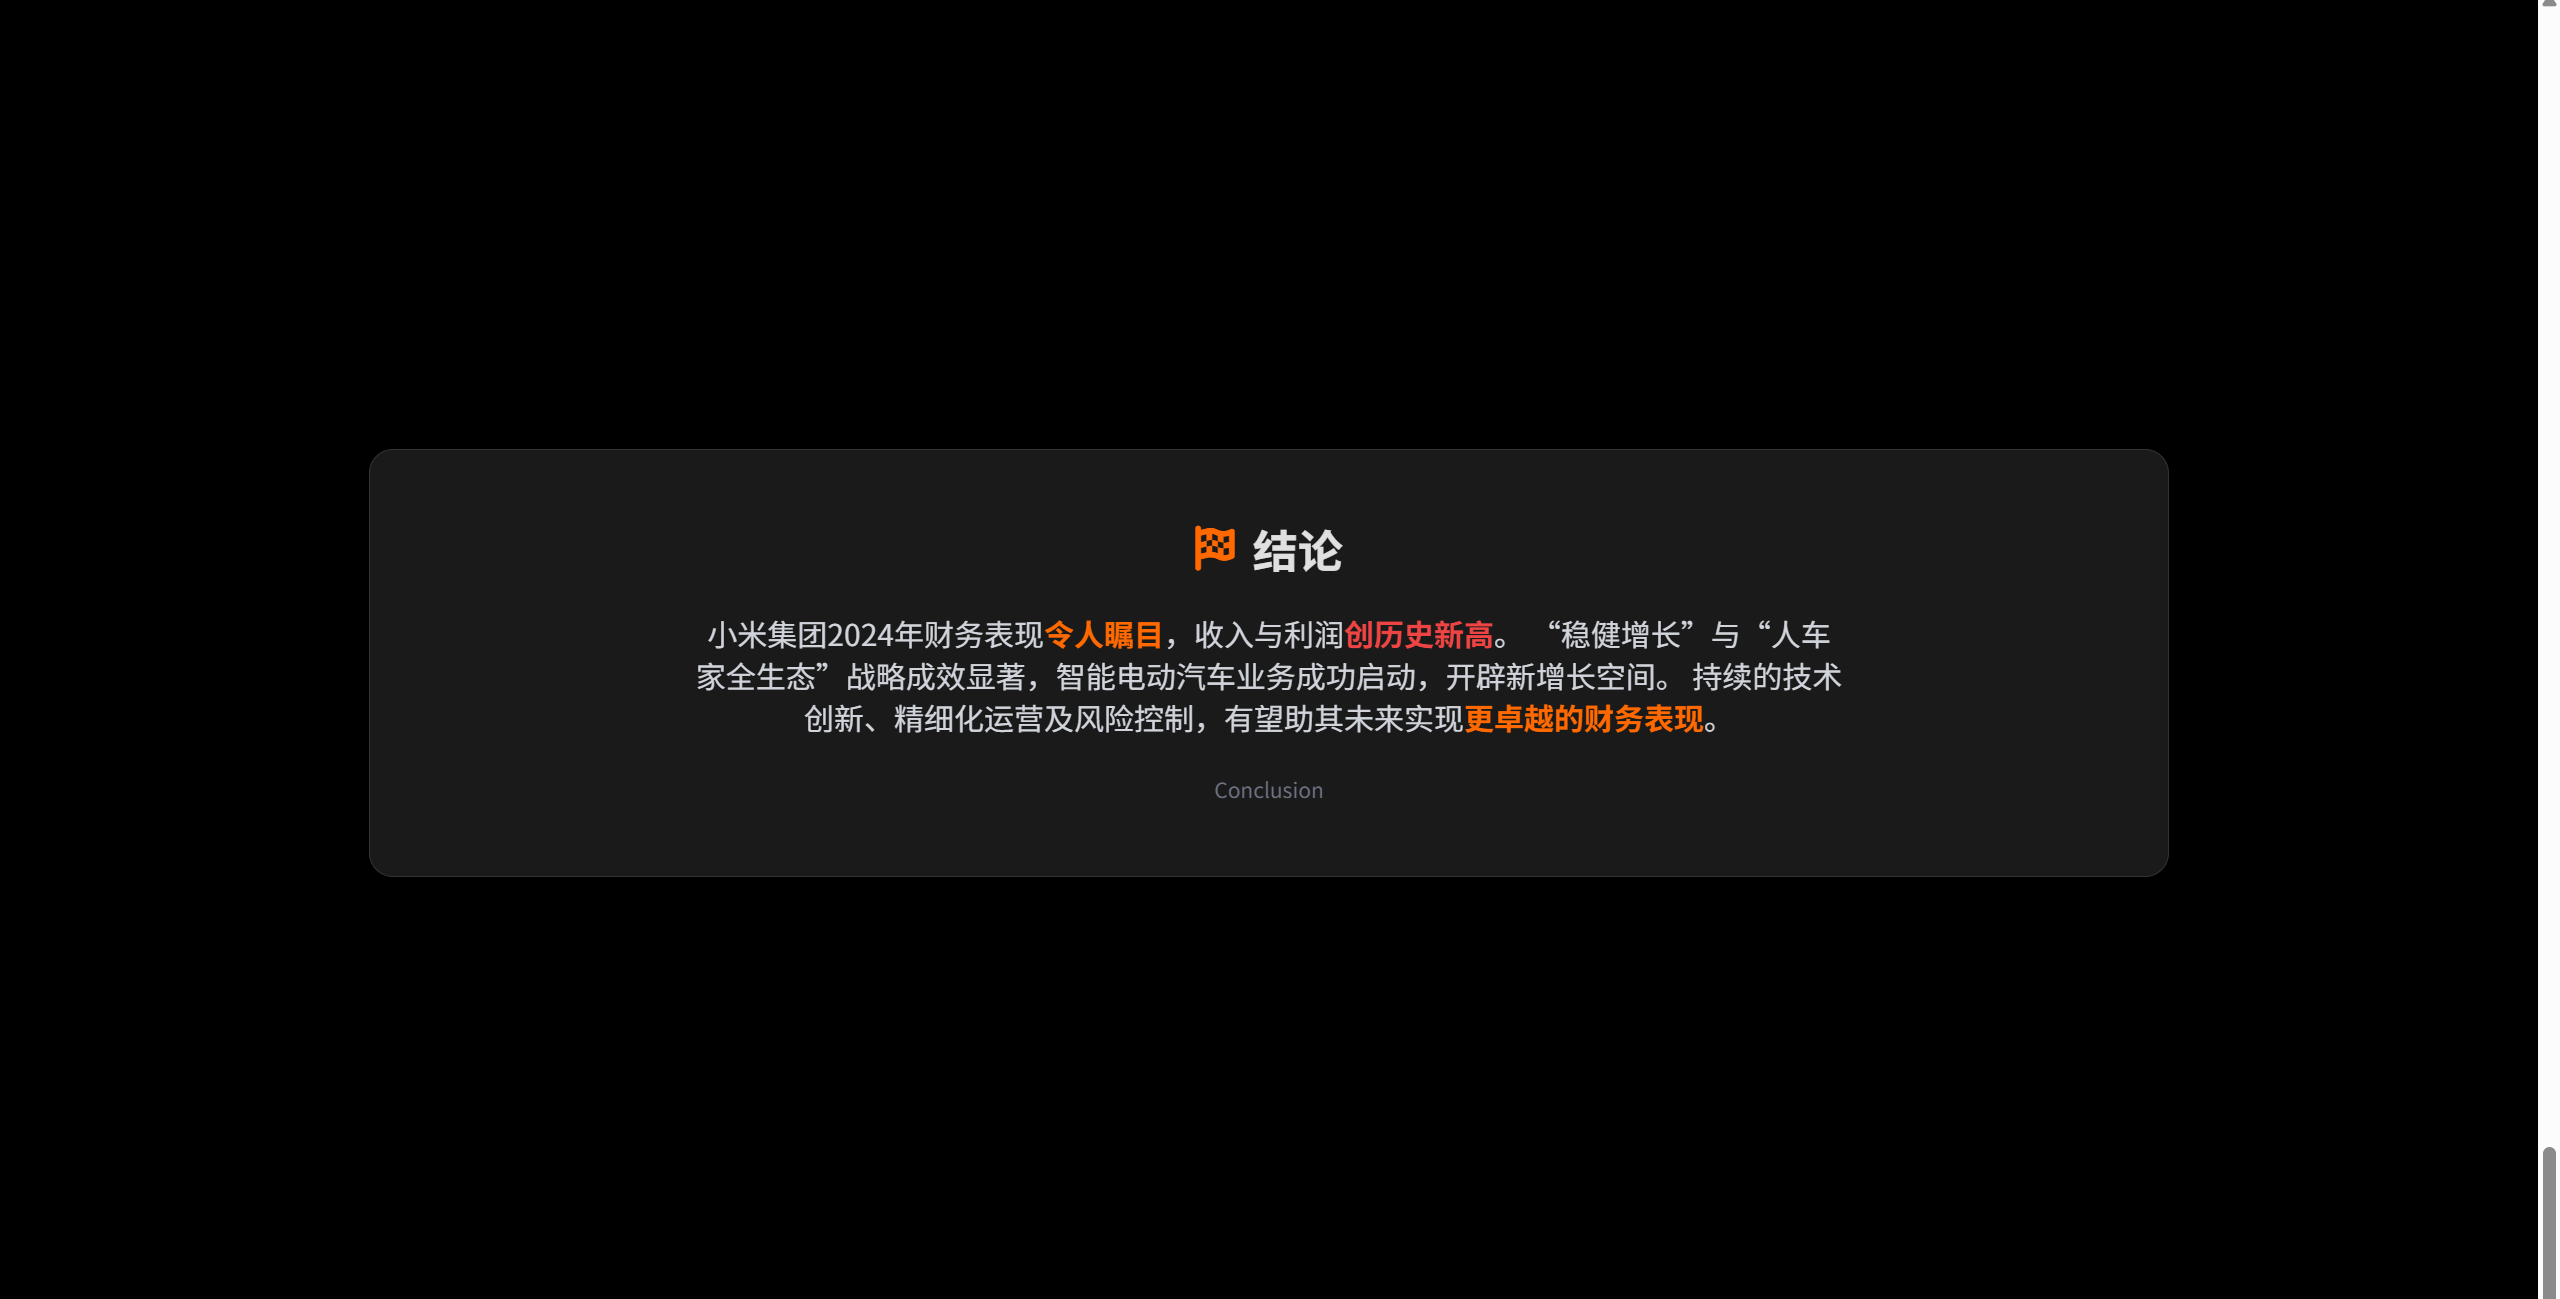 结论
小米集团2024年财务表现令人瞩目，收入与利润创历史新高。 “稳健增长”与“人车
家全生态”战略成效显著，智能电动汽车业务成功启动，开辟新增长空间。 持续的技术
创新、精细化运营及风险控制，有望助其未来实现更卓越的财务表现。
Conclusion